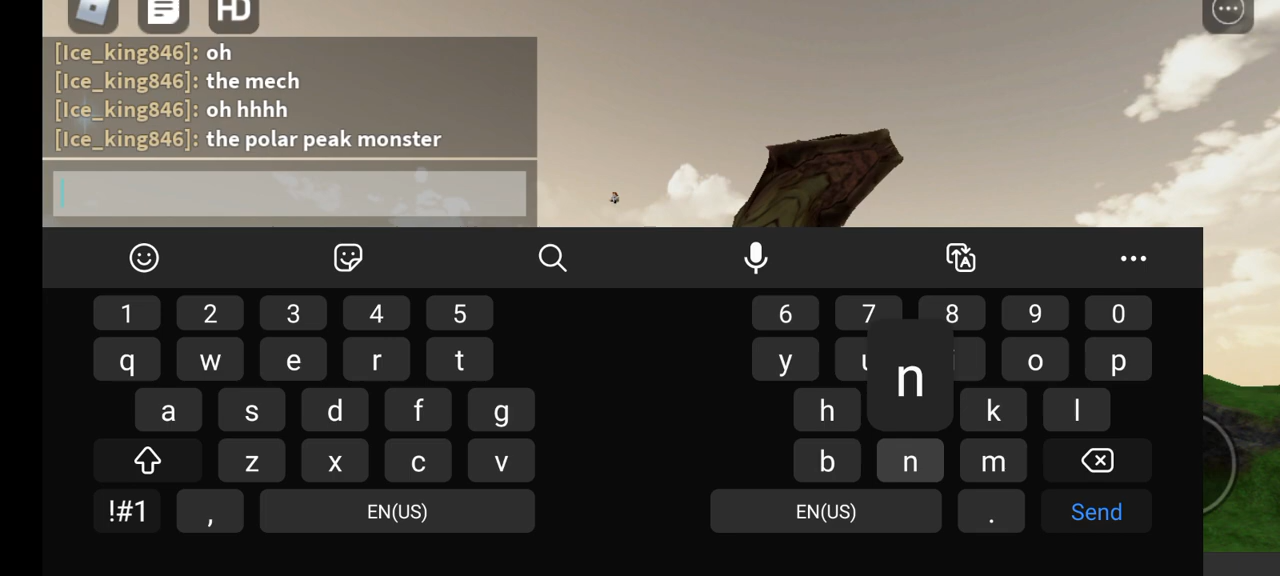 HD
[Ice_king846]: oh
[Ice_king846]: the mech
[Ice_king846]: oh hhhh
[Ice_king846]: the polar peak monster
1 2 3 4 5 6 7 8 9 0
q w e r t y u i o p
a s d f g h n k l
z x c v b n m
!#1 , EN(US) EN(US) . Send